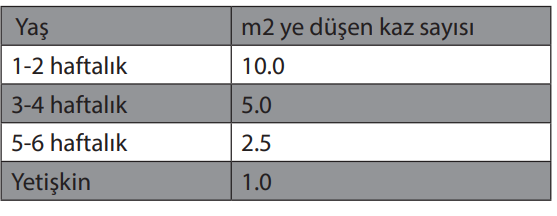 Yaş m2 ye düşen kaz sayısı
1-2 haftalık 10.0
3-4 haftalık 5.0
5-6 haftalık 2.5
Yetişkin 1.0